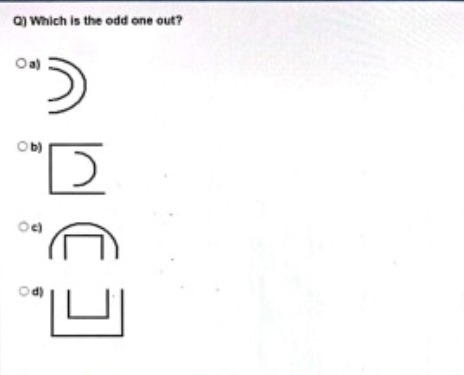 Q) Which is the odd one out?
a)
b)
c)
d)